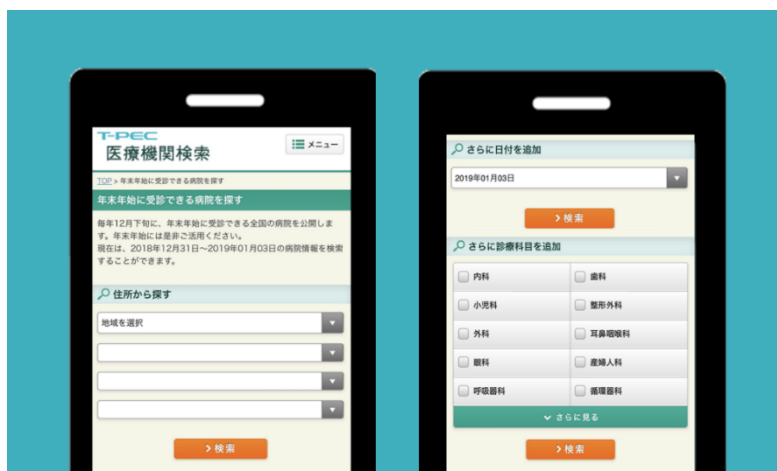 T-PEC
医療機関検索
メニュー
TOP > 年末年始に受診できる病院を探す
年末年始に受診できる病院を探す
毎年12月下旬に、年末年始に受診できる全国の病院を公開しま
す。年末年始には是非ご活用ください。
現在は、2018年12月31日～2019年01月03日の病院情報を検索
することができます。
住所から探す
地域を選択
検索
さらに日付を追加
2019年01月03日
検索
さらに診療科目を追加
内科
歯科
小児科
整形外科
外科
耳鼻咽喉科
眼科
産婦人科
呼吸器科
循環器科
さらに見る
検索